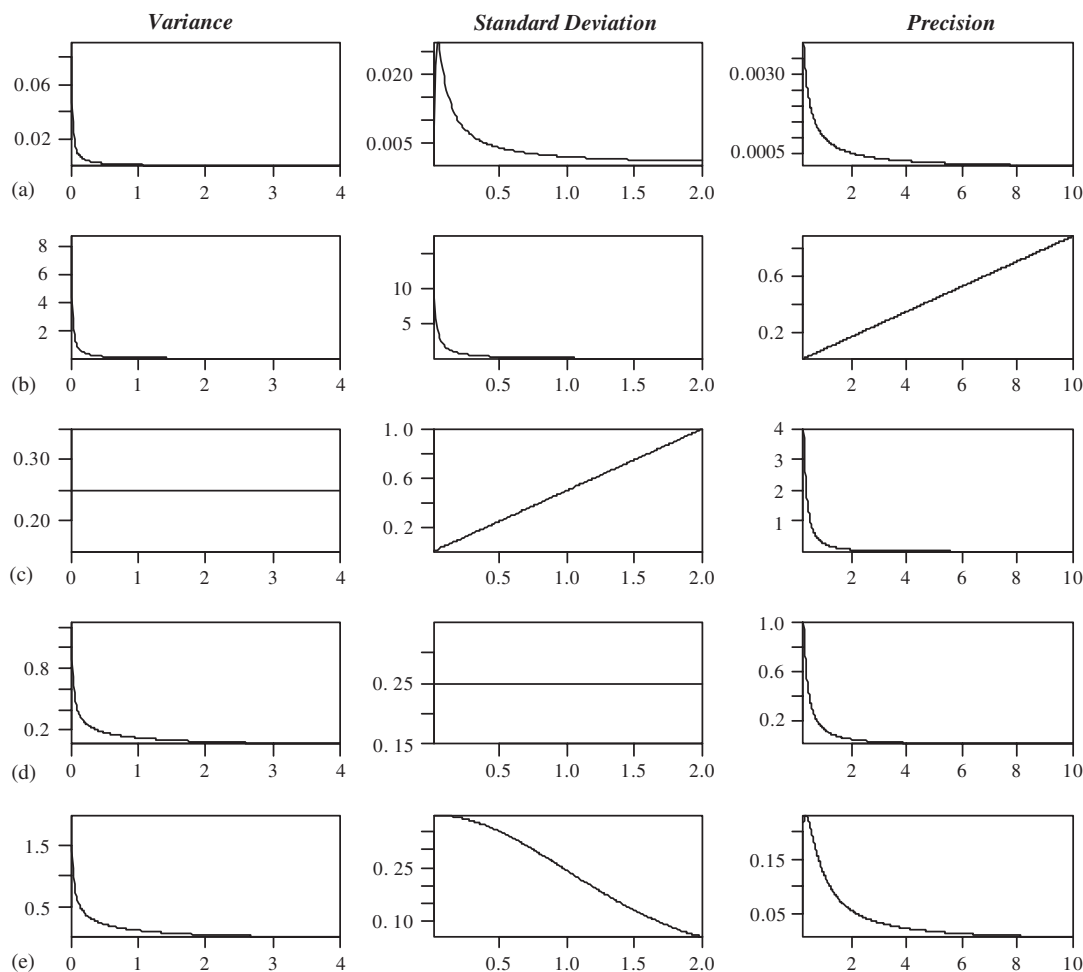 Variance Standard Deviation Precision
0.06 0.020 0.0030
0.02 0.005 0.0005
(a) 0 1 2 3 4 0.5 1.0 1.5 2.0 2 4 6 8 10
8
6 10 0.6
4
2 5 0.2
(b) 0 1 2 3 4 0.5 1.0 1.5 2.0 2 4 6 8 10
0.30 1.0 4
3
0.6 2
0.20 0.2 1
(c) 0 1 2 3 4 0.5 1.0 1.5 2.0 2 4 6 8 10
0.8 0.25 1.0
0.6
0.2 0.15 0.2
(d) 0 1 2 3 4 0.5 1.0 1.5 2.0 2 4 6 8 10
1.5 0.25 0.15
0.5 0.10 0.05
(e) 0 1 2 3 4 0.5 1.0 1.5 2.0 2 4 6 8 10